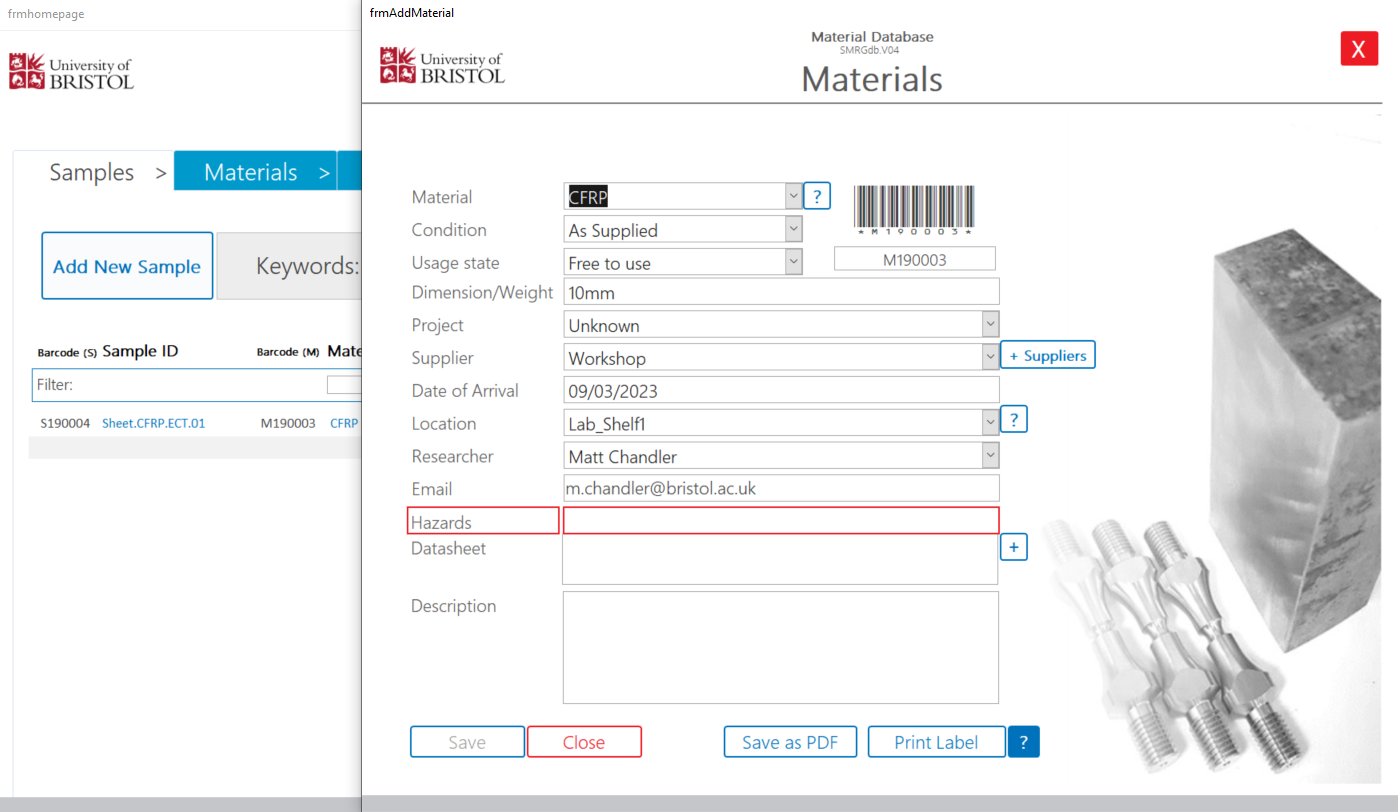 frmhomepage
University of
BRISTOL
Samples > Materials >
Add New Sample Keywords:
Barcode (S) Sample ID Barcode (M) Mate
Filter:
S190004 Sheet.CFRP.ECT.01 M190003 CFRP
frmAddMaterial
University of
BRISTOL
Material Database
SMRGdb.V04
Materials
X
Material CFRP ?
*M190003*
Condition As Supplied
Usage state Free to use M190003
Dimension/Weight 10mm
Project Unknown
Supplier Workshop + Suppliers
Date of Arrival 09/03/2023
Location Lab_Shelf1 ?
Researcher Matt Chandler
Email m.chandler@bristol.ac.uk
Hazards
Datasheet +
Description
Save Close Save as PDF Print Label ?